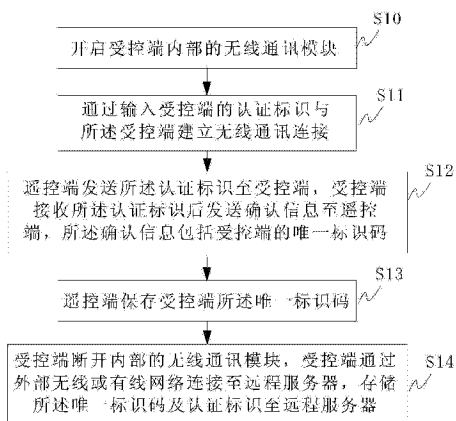 S10
开启受控端内部的无线通讯模块
S11
通过输入受控端的认证标识与
所述受控端建立无线通讯连接
S12
遥控端发送所述认证标识至受控端，受控端
接收所述认证标识后发送确认信息至遥控
端，所述确认信息包括受控端的唯一标识码
S13
遥控端保存受控端所述唯一标识码
S14
受控端断开内部的无线通讯模块，受控端通过
外部无线或有线网络连接至远程服务器，存储
所述唯一标识码及认证标识至远程服务器